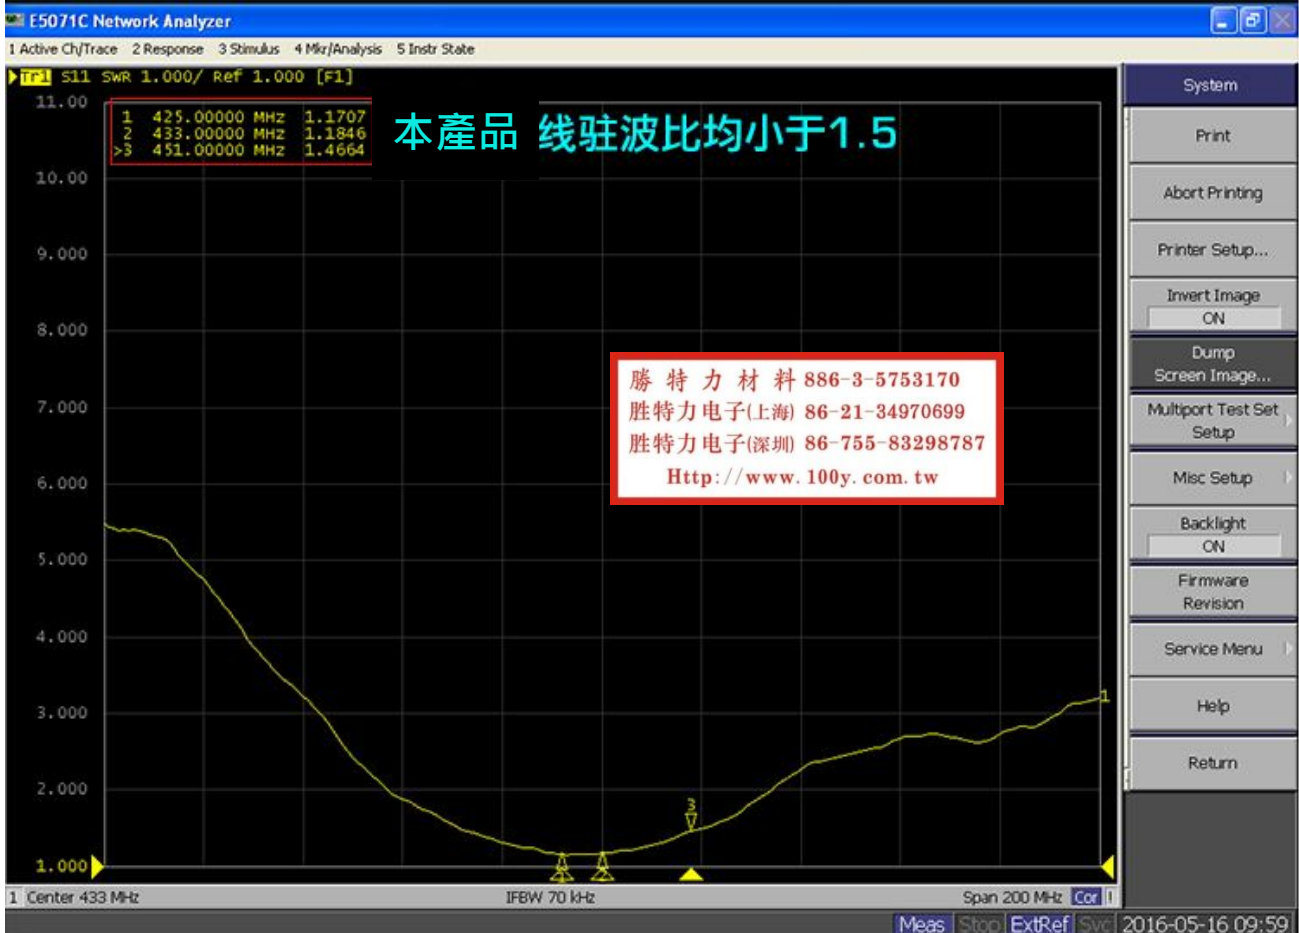 E5071C Network Analyzer
1 Active Ch/Trace 2 Response 3 Stimulus 4 Mkr/Analysis 5 Instr State
Tr1 S11 SWR 1.000/ Ref 1.000 [F1]
11.00
10.00
9.000
8.000
7.000
6.000
5.000
4.000
3.000
2.000
1.000
1 425.00000 MHz 1.1707
2 433.00000 MHz 1.1846
>3 451.00000 MHz 1.4664
本產品 线驻波比均小于1.5
勝特力材料 886-3-5753170
胜特力电子(上海) 86-21-34970699
胜特力电子(深圳) 86-755-83298787
Http://www.100y.com.tw
3
1
1
2
1 Center 433 MHz
IFBW 70 kHz
Span 200 MHz Cor !
System
Print
Abort Printing
Printer Setup...
Invert Image
ON
Dump
Screen Image...
Multiport Test Set
Setup
Misc Setup
Backlight
ON
Firmware
Revision
Service Menu
Help
Return
Meas Stop ExtRef Svc 2016-05-16 09:59